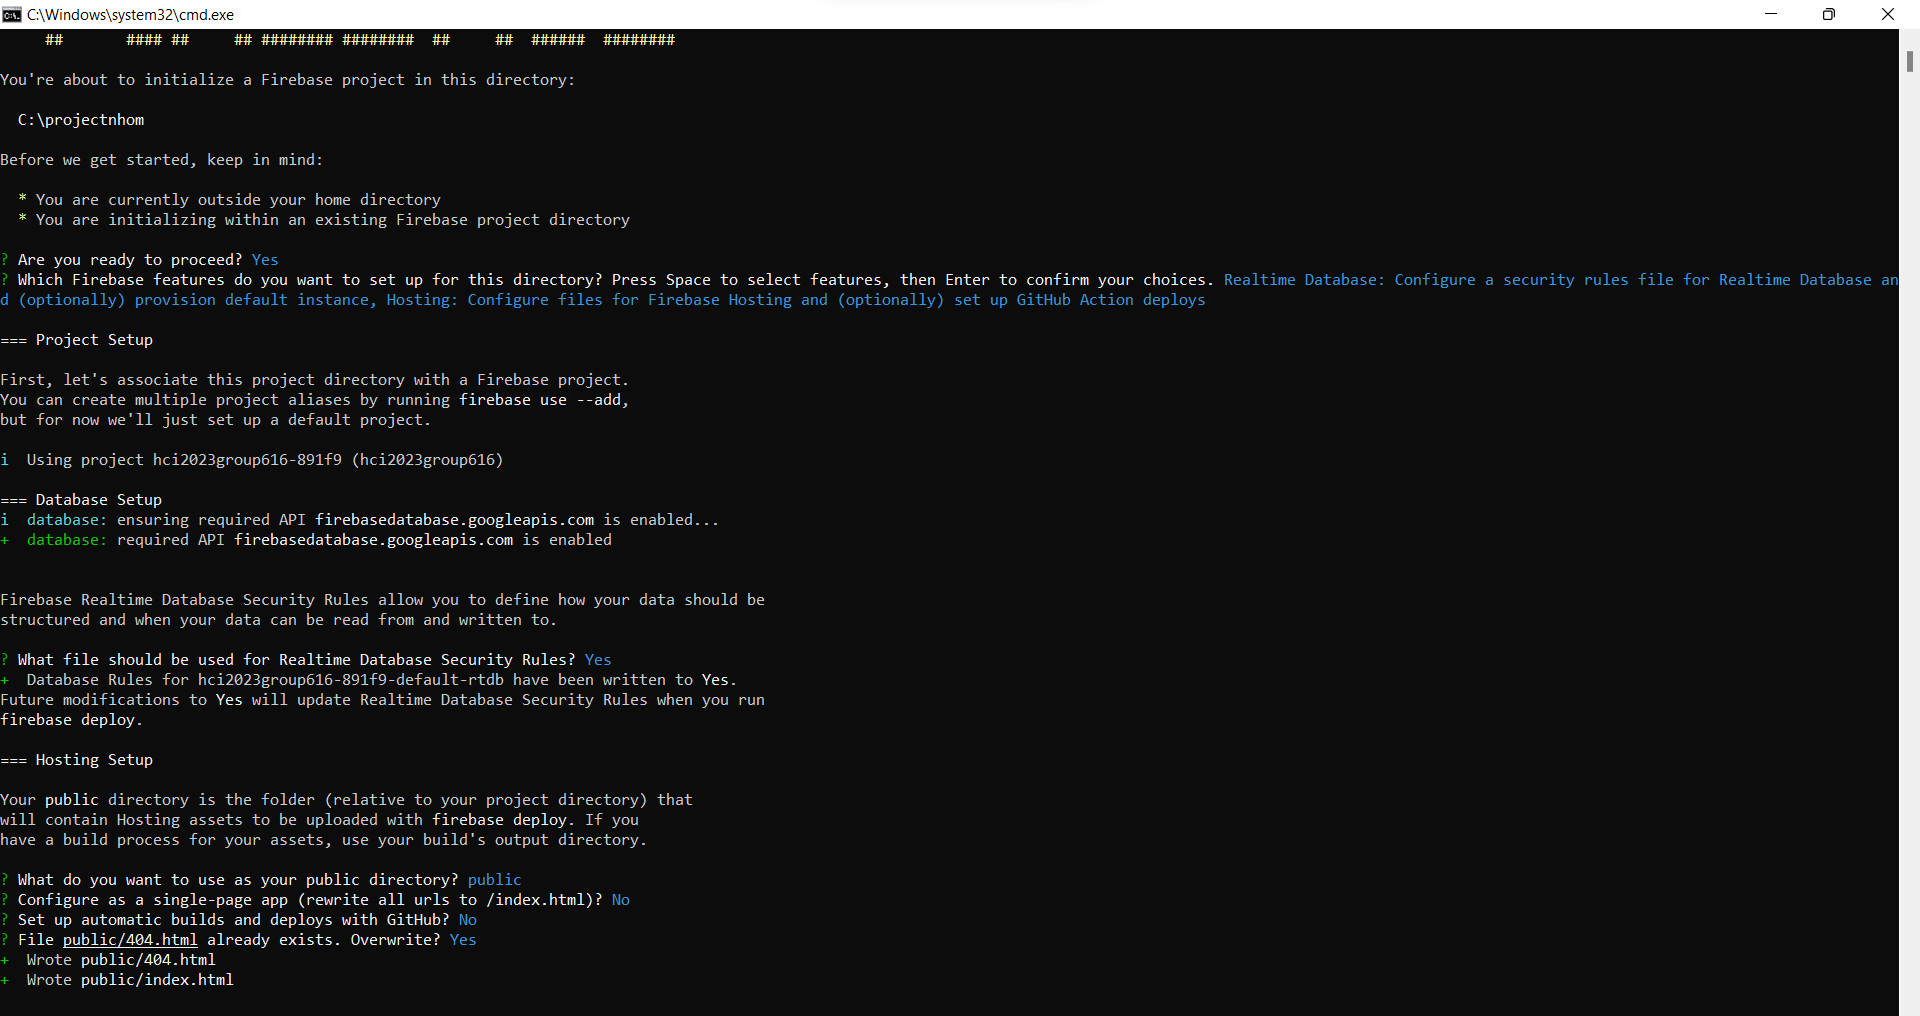 C:\Windows\system32\cmd.exe
##       #### ##     ## ######## ########  ##     ##  ######  ########
You're about to initialize a Firebase project in this directory:
C:\projectnhom
Before we get started, keep in mind:
* You are currently outside your home directory
* You are initializing within an existing Firebase project directory
? Are you ready to proceed? Yes
? Which Firebase features do you want to set up for this directory? Press Space to select features, then Enter to confirm your choices. Realtime Database: Configure a security rules file for Realtime Database an
d (optionally) provision default instance, Hosting: Configure files for Firebase Hosting and (optionally) set up GitHub Action deploys
=== Project Setup
First, let's associate this project directory with a Firebase project.
You can create multiple project aliases by running firebase use --add,
but for now we'll just set up a default project.
i  Using project hci2023group616-891f9 (hci2023group616)
=== Database Setup
i  database: ensuring required API firebasedatabase.googleapis.com is enabled...
+  database: required API firebasedatabase.googleapis.com is enabled
Firebase Realtime Database Security Rules allow you to define how your data should be
structured and when your data can be read from and written to.
? What file should be used for Realtime Database Security Rules? Yes
+  Database Rules for hci2023group616-891f9-default-rtdb have been written to Yes.
Future modifications to Yes will update Realtime Database Security Rules when you run
firebase deploy.
=== Hosting Setup
Your public directory is the folder (relative to your project directory) that
will contain Hosting assets to be uploaded with firebase deploy. If you
have a build process for your assets, use your build's output directory.
? What do you want to use as your public directory? public
? Configure as a single-page app (rewrite all urls to /index.html)? No
? Set up automatic builds and deploys with GitHub? No
? File public/404.html already exists. Overwrite? Yes
+  Wrote public/404.html
+  Wrote public/index.html